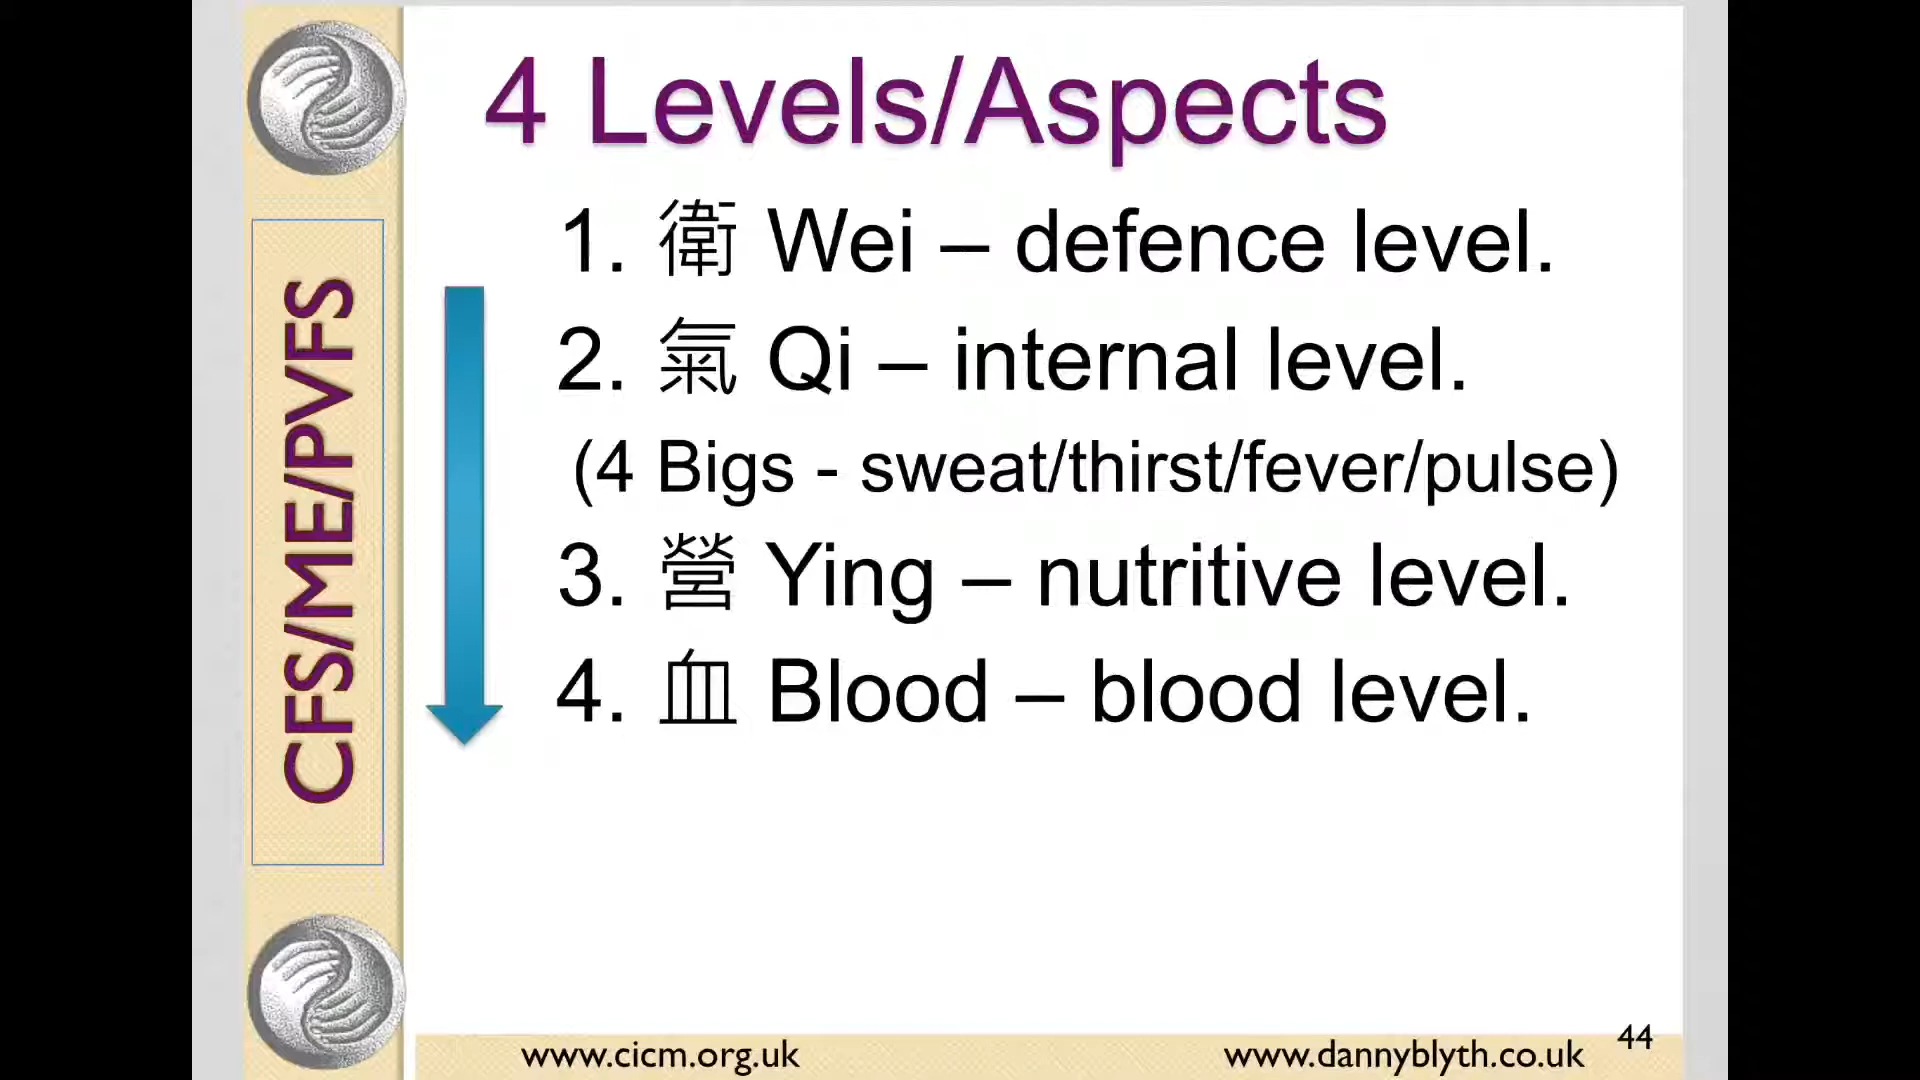 4 Levels/Aspects
1. 衛 Wei – defence level.
2. 氣 Qi – internal level.
(4 Bigs - sweat/thirst/fever/pulse)
3. 營 Ying – nutritive level.
4. 血 Blood – blood level.
CFS/ME/PVFS
www.cicm.org.uk
www.dannyblyth.co.uk
44